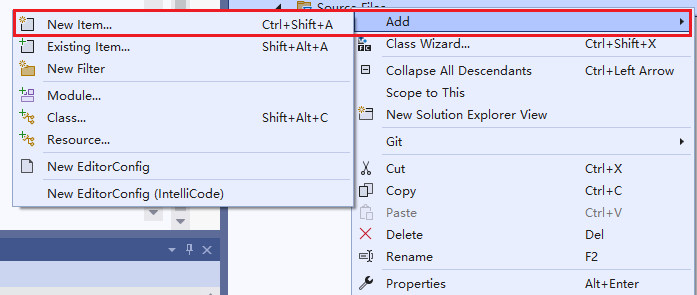 Source Files
New Item... Ctrl+Shift+A
Existing Item... Shift+Alt+A
New Filter
Module...
Class... Shift+Alt+C
Resource...
New EditorConfig
New EditorConfig (IntelliCode)
Add
Class Wizard... Ctrl+Shift+X
Collapse All Descendants Ctrl+Left Arrow
Scope to This
New Solution Explorer View
Git
Cut Ctrl+X
Copy Ctrl+C
Paste Ctrl+V
Delete Del
Rename F2
Properties Alt+Enter